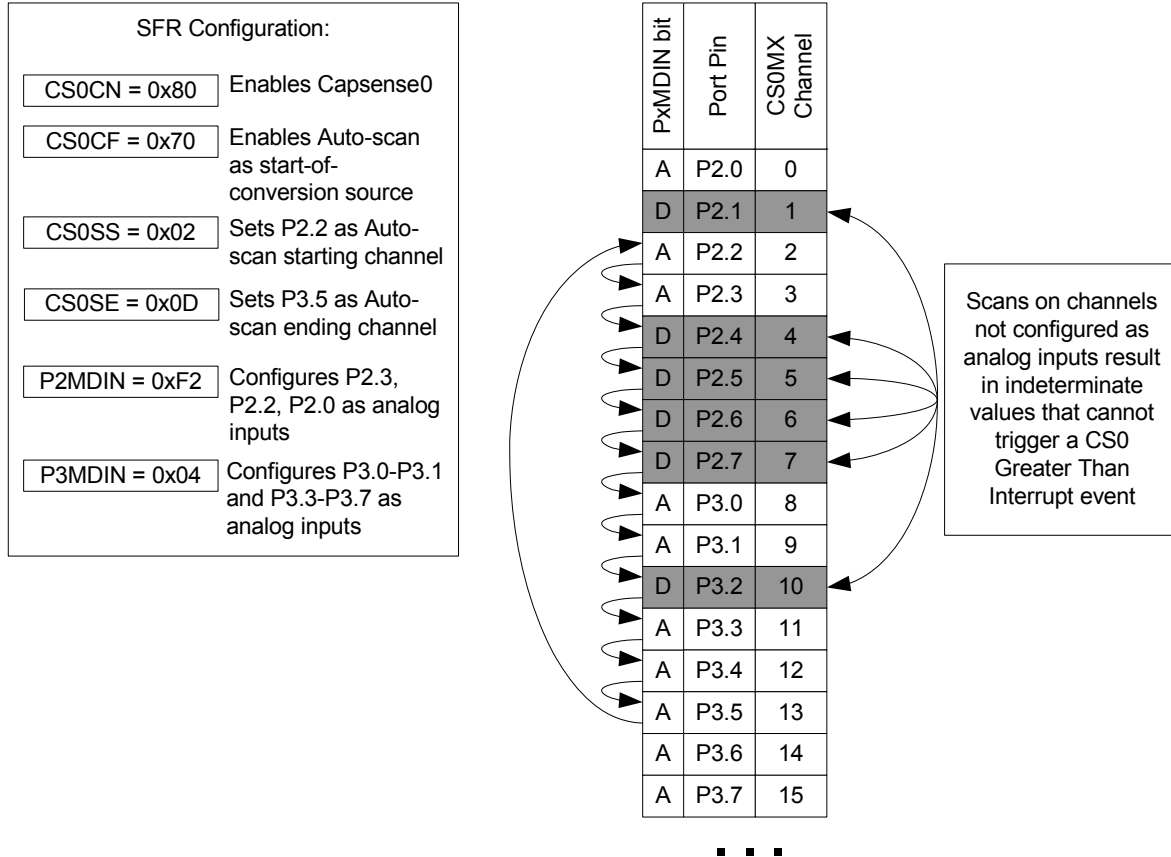 SFR Configuration:
CS0CN = 0x80
Enables Capsense0
CS0CF = 0x70
Enables Auto-scan
as start-of-
conversion source
CS0SS = 0x02
Sets P2.2 as Auto-
scan starting channel
CS0SE = 0x0D
Sets P3.5 as Auto-
scan ending channel
P2MDIN = 0xF2
Configures P2.3,
P2.2, P2.0 as analog
inputs
P3MDIN = 0x04
Configures P3.0-P3.1
and P3.3-P3.7 as
analog inputs
PxMDIN bit
Port Pin
CS0MX
Channel
A P2.0 0
D P2.1 1
A P2.2 2
A P2.3 3
D P2.4 4
D P2.5 5
D P2.6 6
D P2.7 7
A P3.0 8
A P3.1 9
D P3.2 10
A P3.3 11
A P3.4 12
A P3.5 13
A P3.6 14
A P3.7 15
...
Scans on channels
not configured as
analog inputs result
in indeterminate
values that cannot
trigger a CS0
Greater Than
Interrupt event